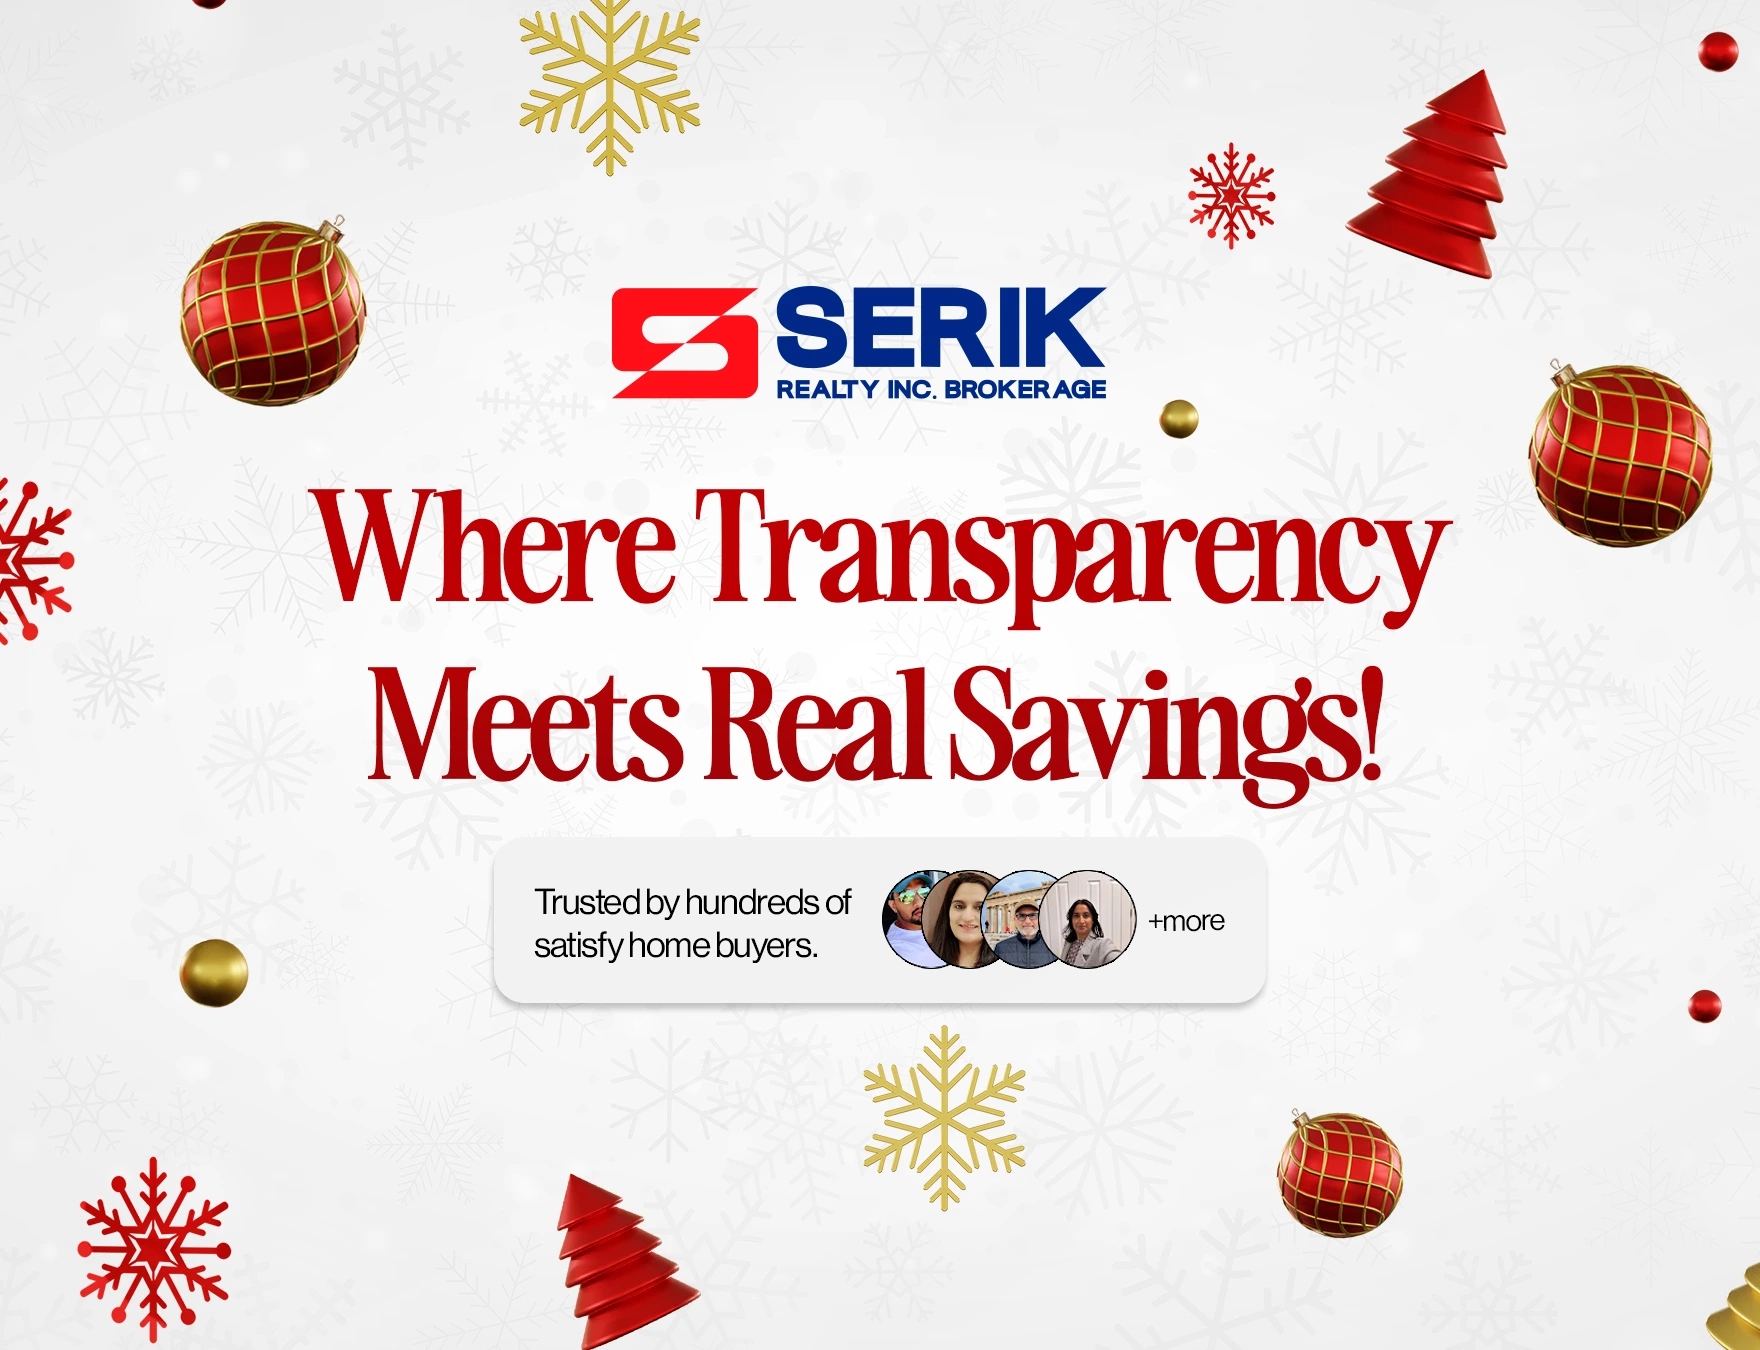 SERIK
REALTY INC. BROKERAGE
Where Transparency
Meets Real Savings!
Trusted by hundreds of
satisfy home buyers.
+more